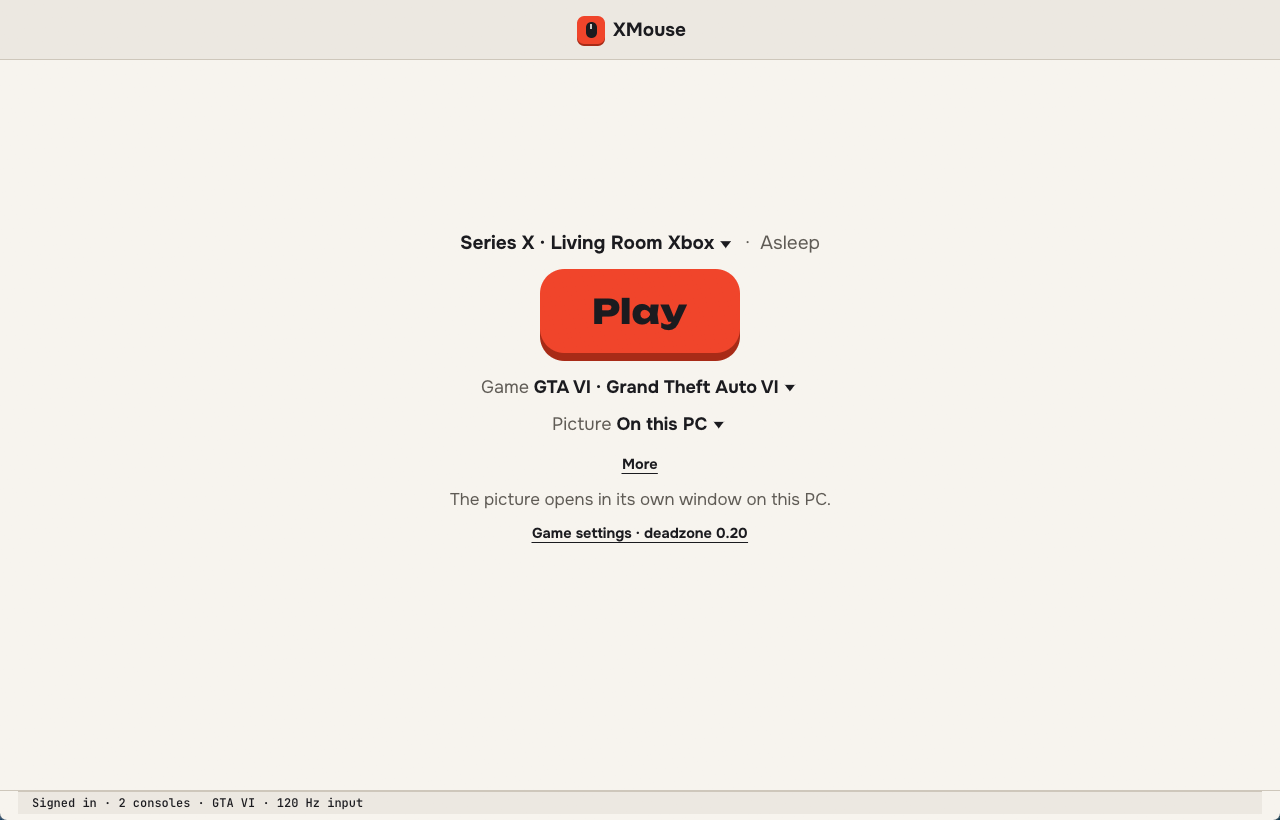 XMouse
Series X · Living Room Xbox · Asleep
Play
Game GTA VI · Grand Theft Auto VI
Picture On this PC
More
The picture opens in its own window on this PC.
Game settings · deadzone 0.20
Signed in · 2 consoles · GTA VI · 120 Hz input